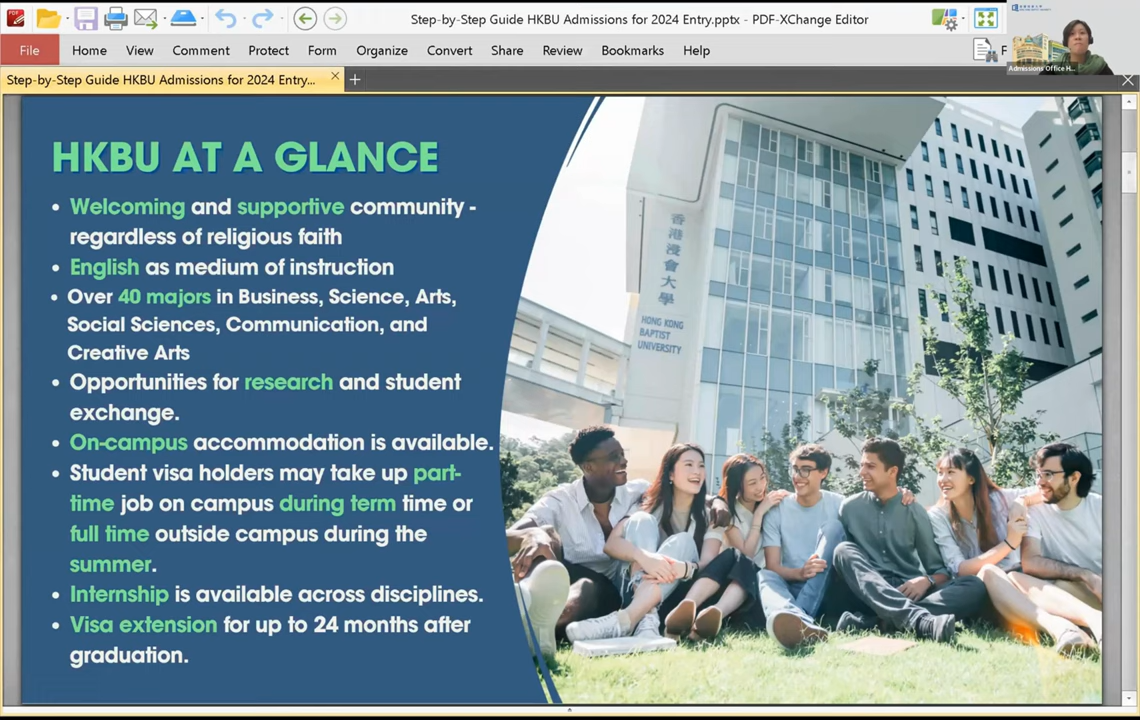 Step-by-Step Guide HKBU Admissions for 2024 Entry.pptx - PDF-XChange Editor
File Home View Comment Protect Form Organize Convert Share Review Bookmarks Help
Step-by-Step Guide HKBU Admissions for 2024 Entry...
Admissions Office H...
HKBU AT A GLANCE
• Welcoming and supportive community -
regardless of religious faith
• English as medium of instruction
• Over 40 majors in Business, Science, Arts,
Social Sciences, Communication, and
Creative Arts
• Opportunities for research and student
exchange.
• On-campus accommodation is available.
• Student visa holders may take up part-
time job on campus during term time or
full time outside campus during the
summer.
• Internship is available across disciplines.
• Visa extension for up to 24 months after
graduation.
香港浸會大學
HONG KONG
BAPTIST
UNIVERSITY